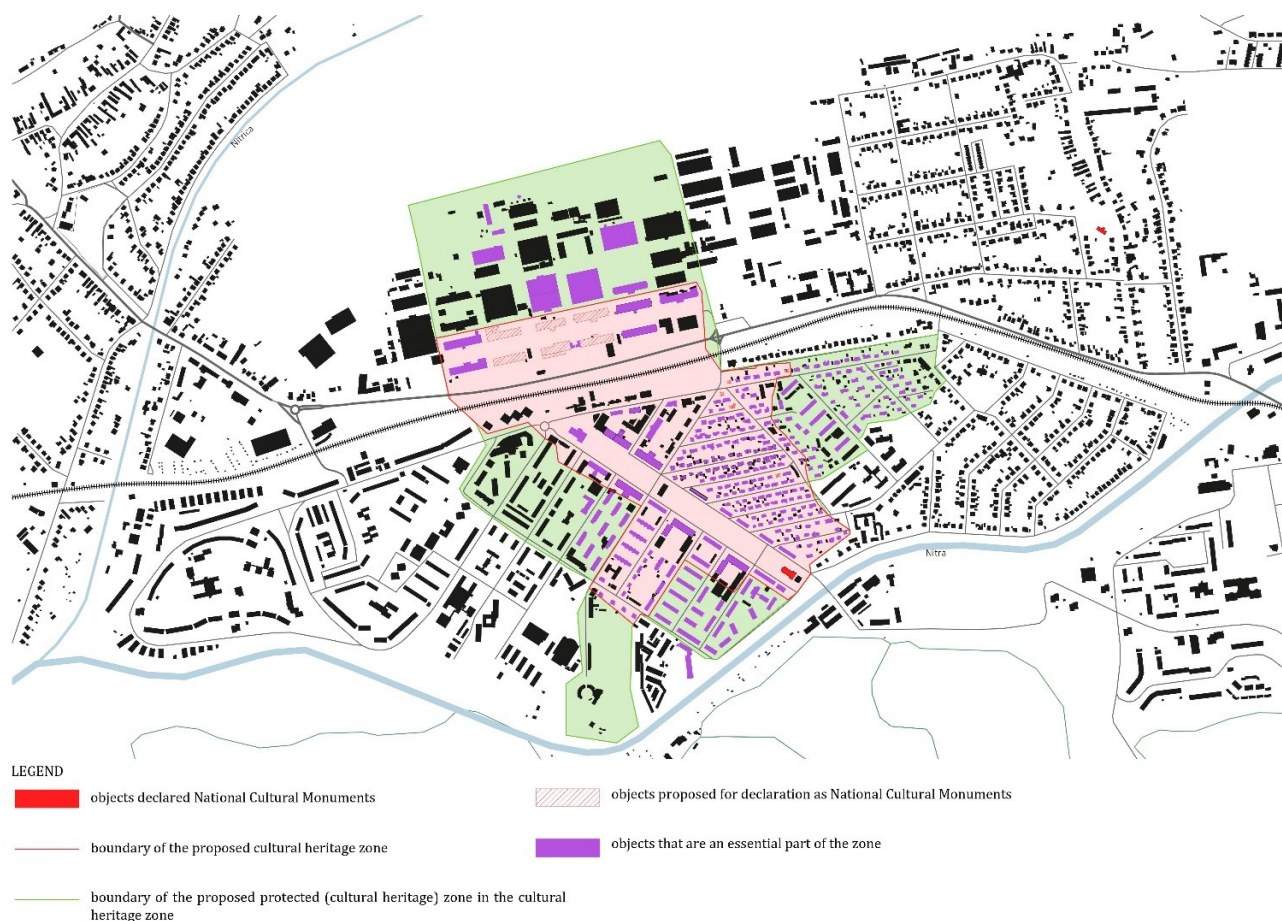 Nitrica
Nitra
LEGEND
objects declared National Cultural Monuments
objects proposed for declaration as National Cultural Monuments
boundary of the proposed cultural heritage zone
objects that are an essential part of the zone
boundary of the proposed protected (cultural heritage) zone in the cultural
heritage zone